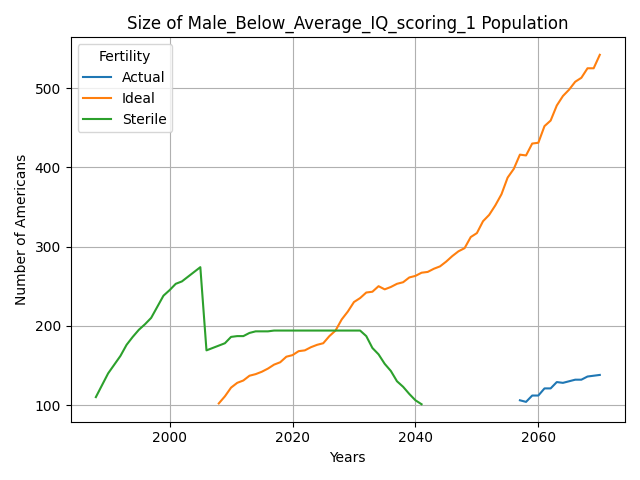 Size of Male_Below_Average_IQ_scoring_1 Population
Fertility
Actual
Ideal
Sterile
Number of Americans
500
400
300
200
100
2000
2020
2040
2060
Years